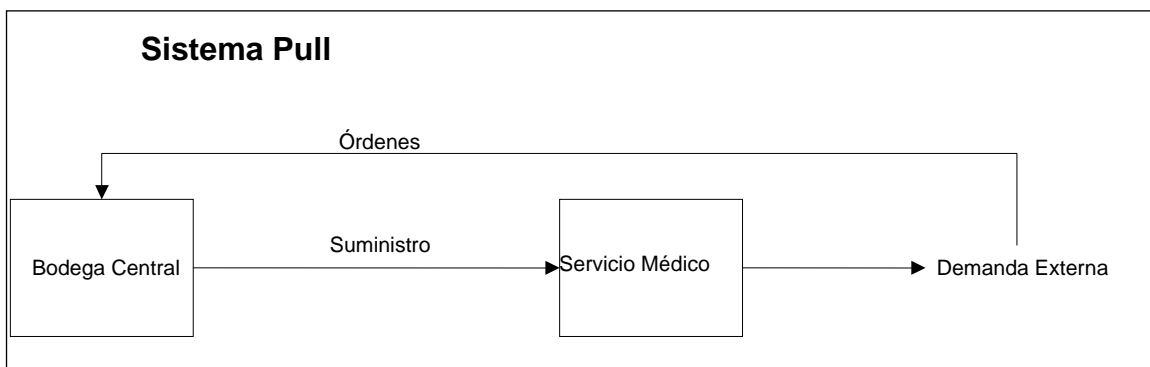 Sistema Pull
Órdenes
Suministro
Bodega Central
Servicio Médico
Demanda Externa